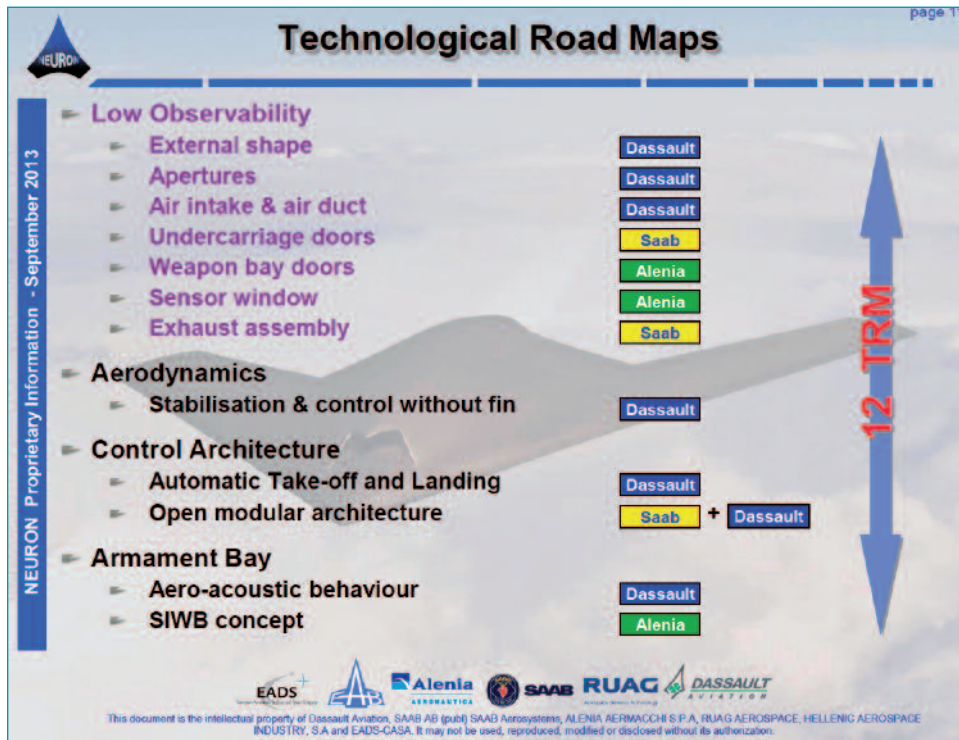 page 1
NEURON
Technological Road Maps
NEURON Proprietary Information - September 2013
Low Observability
External shape Dassault
Apertures Dassault
Air intake & air duct Dassault
Undercarriage doors Saab
Weapon bay doors Alenia
Sensor window Alenia
Exhaust assembly Saab
Aerodynamics
Stabilisation & control without fin Dassault
Control Architecture
Automatic Take-off and Landing Dassault
Open modular architecture Saab + Dassault
Armament Bay
Aero-acoustic behaviour Dassault
SIWB concept Alenia
12 TRM
EADS
EAB
Alenia
AERONAUTICA
SAAB
RUAG
DASSAULT
AVIATION
This document is the intellectual property of Dassault Aviation, SAAB AB (publ) SAAB Aerosystems, ALENIA AERMACCHI S.P.A, RUAG AEROSPACE, HELLENIC AEROSPACE
INDUSTRY, S.A and EADS-CASA. It may not be used, reproduced, modified or disclosed without its authorization.